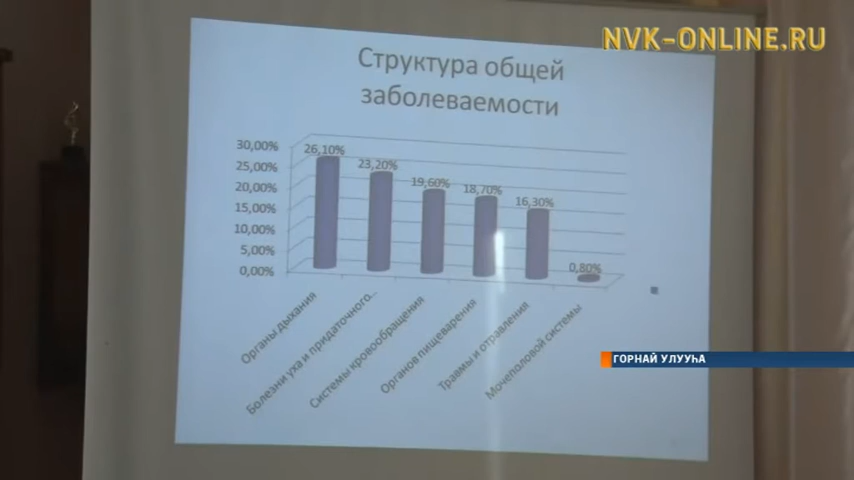 NVK-ONLINE.RU
Структура общей
заболеваемости
30,00%
25,00%
20,00%
15,00%
10,00%
5,00%
0,00%
26,10%
23,20%
19,60%
18,70%
16,30%
0,80%
Органы дыхания
Болезни уха и придаточного...
Системы кровообращения
Органов пищеварения
Травмы и отравления
Мочеполовой системы
ГОРНАЙ УЛУУҺА